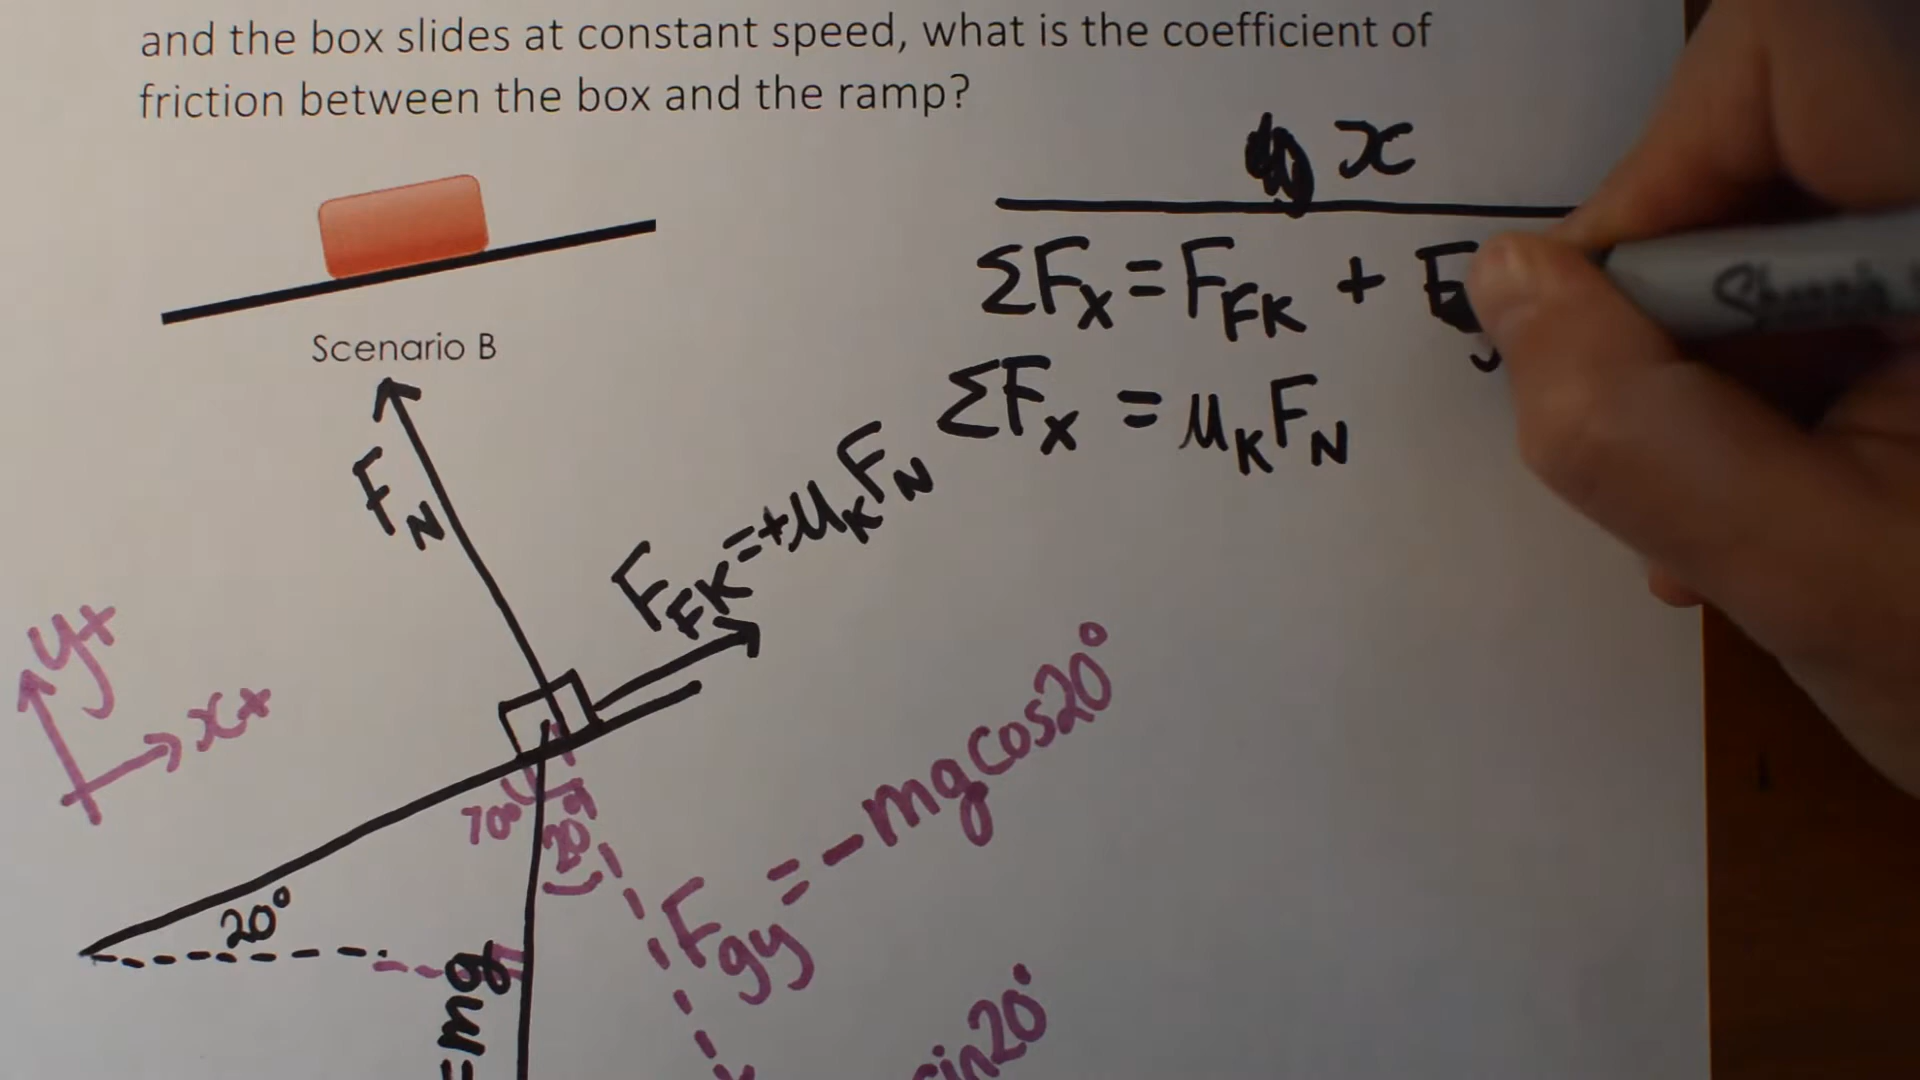 and the box slides at constant speed, what is the coefficient of
friction between the box and the ramp?
x
ΣFx = FFK +
ΣFx = μKFN
Scenario B
FN
FFK = +μKFN
y+
x+
70°
20°
Fgy = -mgcos20°
20°
=mg
sin20°